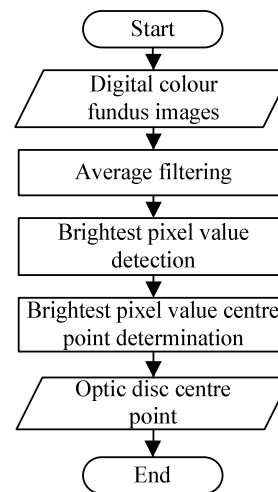 Start
Digital colour
fundus images
Average filtering
Brightest pixel value
detection
Brightest pixel value centre
point determination
Optic disc centre
point
End